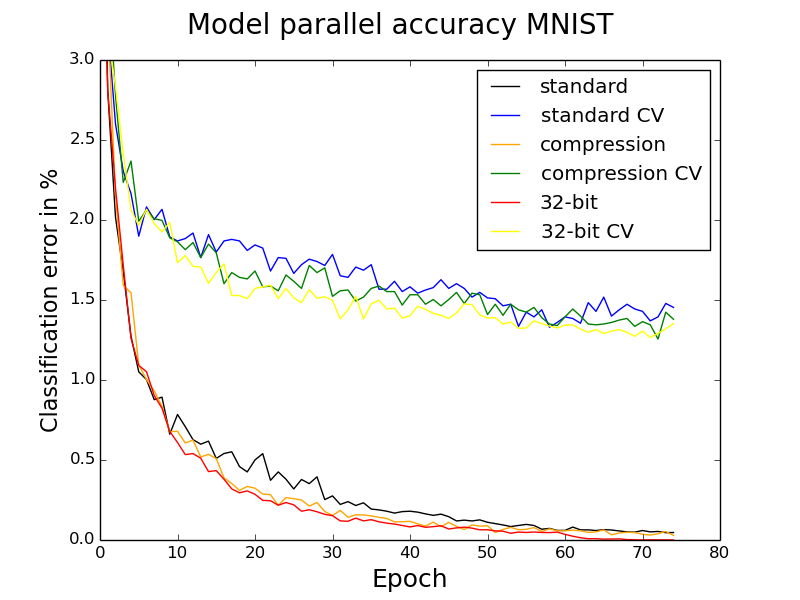 Model parallel accuracy MNIST
3.0
2.5
2.0
1.5
1.0
0.5
0.0
Classification error in %
standard
standard CV
compression
compression CV
32-bit
32-bit CV
0 10 20 30 40 50 60 70 80
Epoch